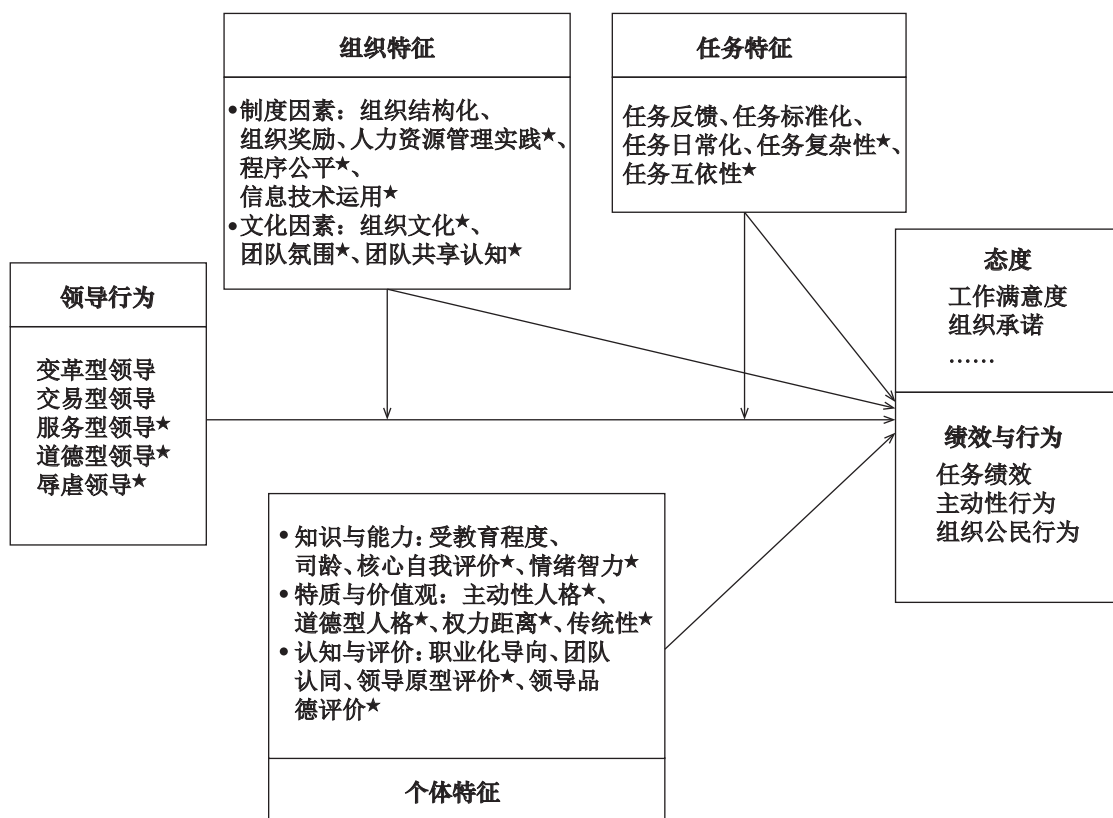 组织特征
•制度因素：组织结构化、
组织奖励、人力资源管理实践★、
程序公平★、
信息技术运用★
•文化因素：组织文化★、
团队氛围★、团队共享认知★
任务特征
任务反馈、任务标准化、
任务日常化、任务复杂性★、
任务互依性★
领导行为
变革型领导
交易型领导
服务型领导★
道德型领导★
辱虐领导★
态度
工作满意度
组织承诺
……
绩效与行为
任务绩效
主动性行为
组织公民行为
•知识与能力：受教育程度、
司龄、核心自我评价★、情绪智力★
•特质与价值观：主动性人格★、
道德型人格★、权力距离★、传统性★
•认知与评价：职业化导向、团队
认同、领导原型评价★、领导品
德评价★
个体特征